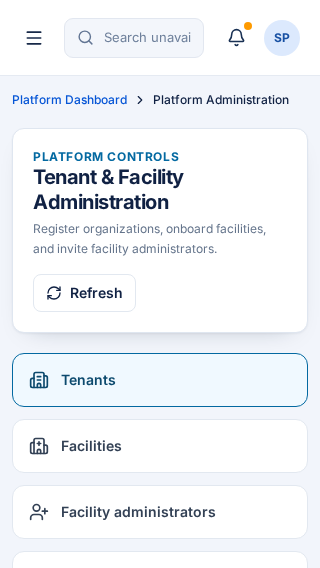 Search unavai
SP
Platform Dashboard > Platform Administration
PLATFORM CONTROLS
Tenant & Facility
Administration
Register organizations, onboard facilities,
and invite facility administrators.
Refresh
Tenants
Facilities
Facility administrators